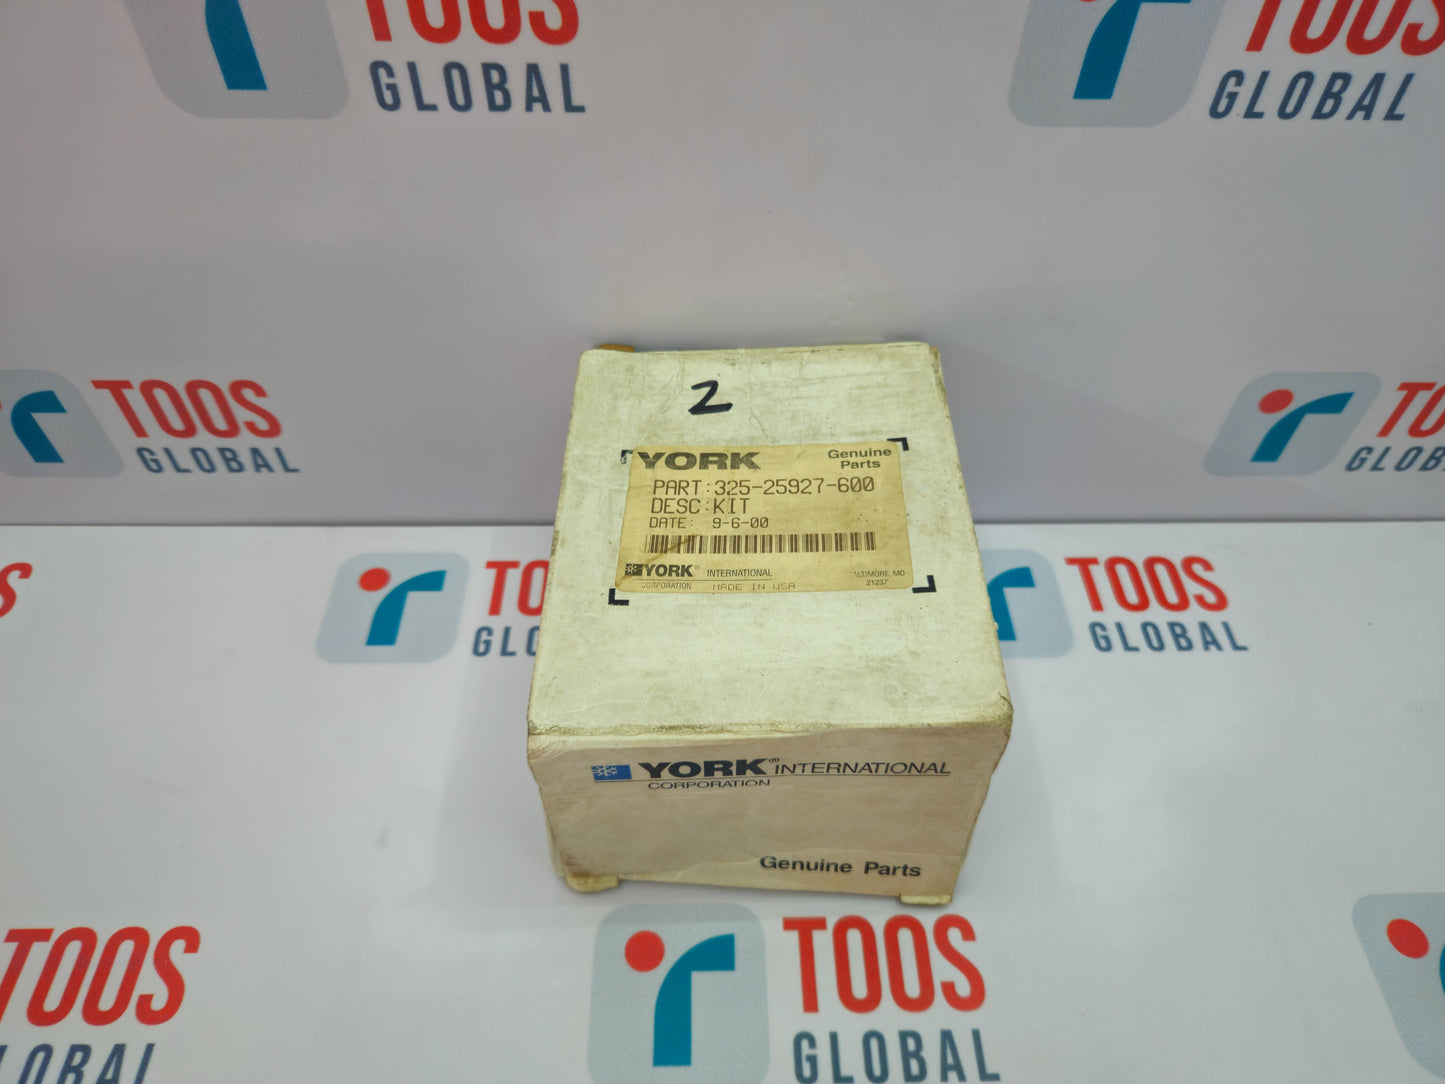 TOOS
GLOBAL
TOOS
GLOBAL
TOOS
GLOBAL
TOOS
GLOBAL
Z
YORK Genuine Parts
PART:325-25927-600
DESC:KIT
DATE: 9-6-00
YORK® INTERNATIONAL
CORPORATION MADE IN USA
21237
TOOS
TOOS
GLOBAL
YORK® INTERNATIONAL
CORPORATION
Genuine Parts
TOOS
TOOS
GLOBAL